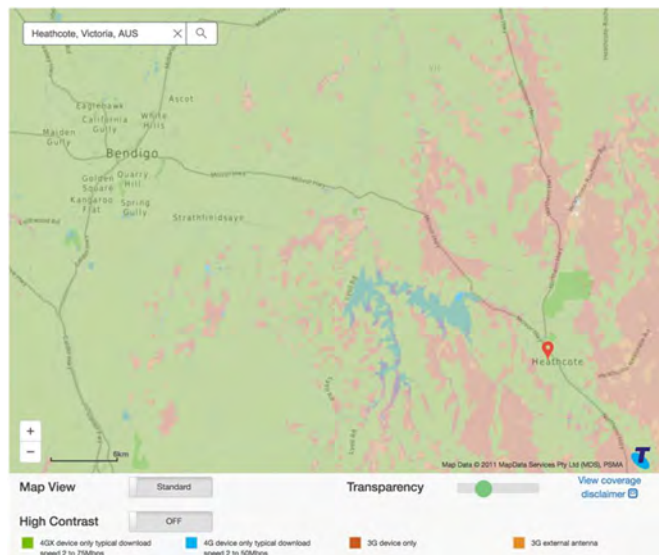 Heathcote, Victoria, AUS
Eaglehawk
Ascot
California
Gully
White
Hills
Maiden
Gully
Bendigo
Golden
Square
Quarry
Hill
Kangaroo
Flat
Spring
Gully
Strathfieldsaye
Heathcote
+
−
6km
Map Data © 2011 MapData Services Pty Ltd (MDS), PSMA
T
Map View
Standard
Transparency
View coverage
disclaimer
High Contrast
OFF
4GX device only typical download
speed 2 to 75Mbps
4G device only typical download
speed 2 to 50Mbps
3G device only
3G external antenna